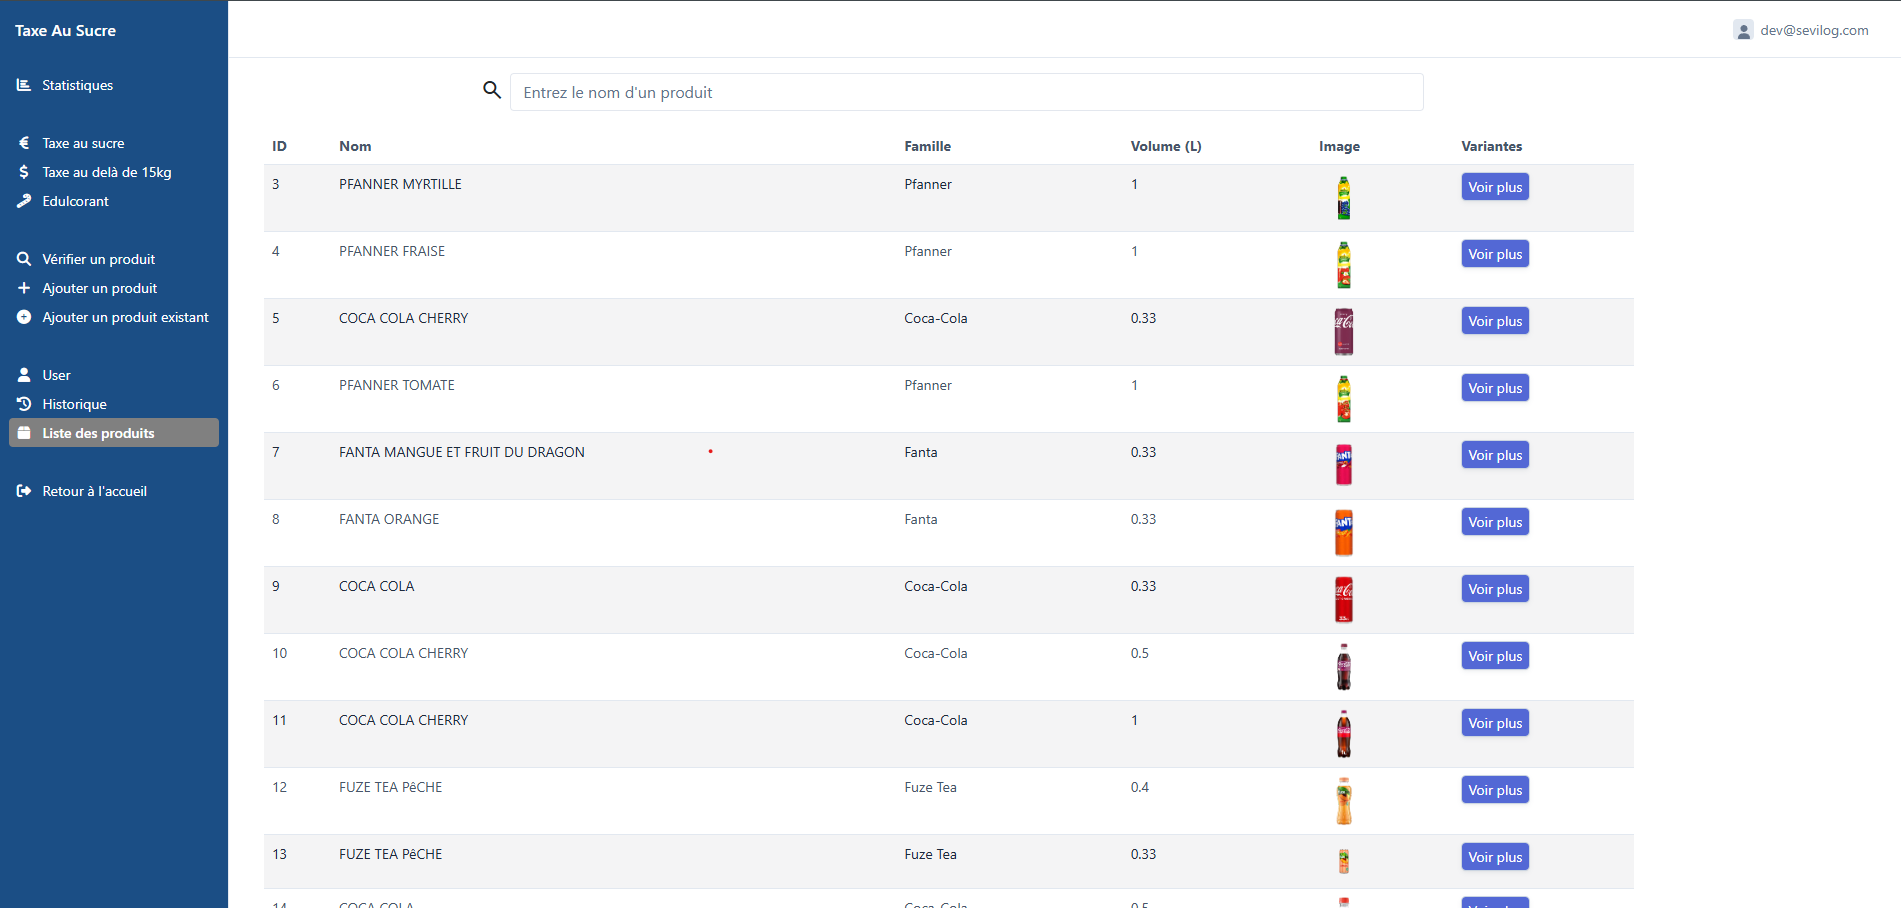 Taxe Au Sucre
dev@sevilog.com
Statistiques
Taxe au sucre
Taxe au delà de 15kg
Edulcorant
Vérifier un produit
Ajouter un produit
Ajouter un produit existant
User
Historique
Liste des produits
Retour à l'accueil
Entrez le nom d'un produit
ID Nom Famille Volume (L) Image Variantes
3 PFANNER MYRTILLE Pfanner 1 Voir plus
4 PFANNER FRAISE Pfanner 1 Voir plus
5 COCA COLA CHERRY Coca-Cola 0.33 Voir plus
6 PFANNER TOMATE Pfanner 1 Voir plus
7 FANTA MANGUE ET FRUIT DU DRAGON Fanta 0.33 Voir plus
8 FANTA ORANGE Fanta 0.33 Voir plus
9 COCA COLA Coca-Cola 0.33 Voir plus
10 COCA COLA CHERRY Coca-Cola 0.5 Voir plus
11 COCA COLA CHERRY Coca-Cola 1 Voir plus
12 FUZE TEA PêCHE Fuze Tea 0.4 Voir plus
13 FUZE TEA PêCHE Fuze Tea 0.33 Voir plus
14 COCA COLA Coca-Cola 0.5 Voir plus